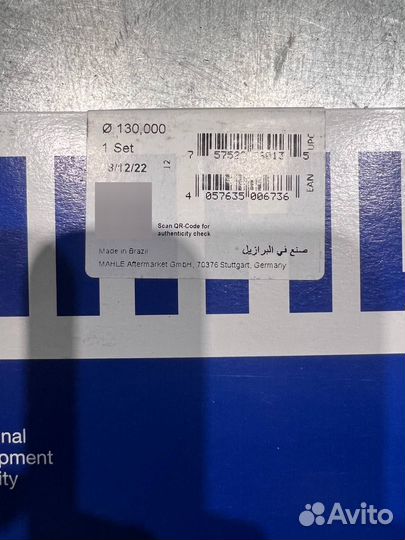 Ø 130,000
1 Set
/12/22
12
UPC
4 057635 006736
EAN
Scan QR-Code for
authenticity check
Made in Brazil
صنع في البرازيل
MAHLE Aftermarket GmbH, 70376 Stuttgart, Germany
nal
pment
ity
Avito